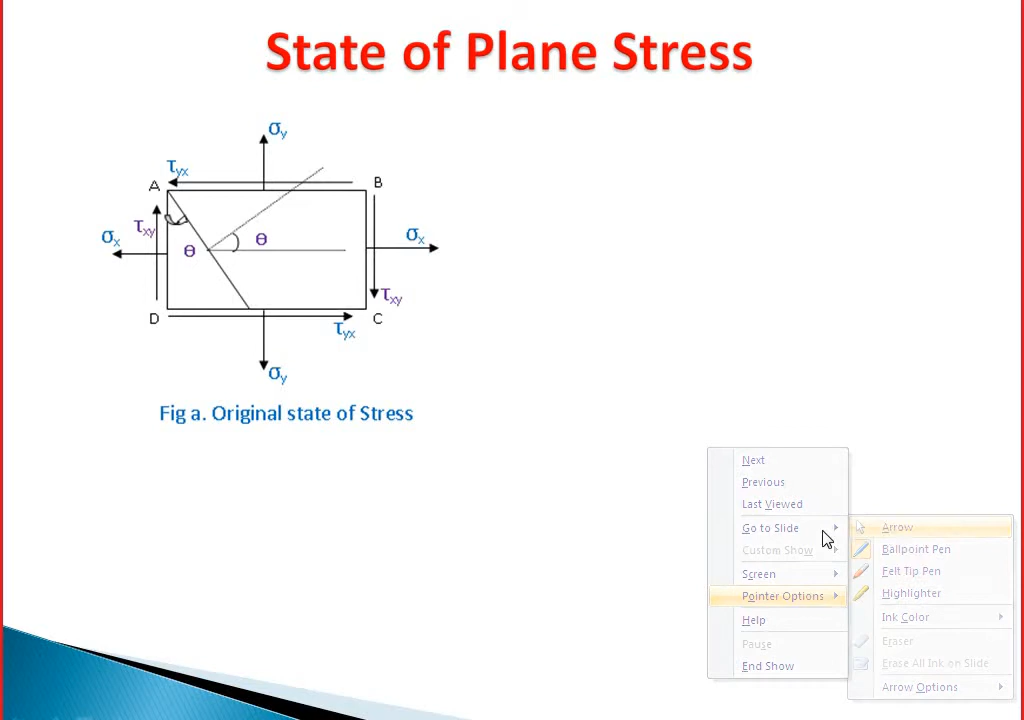 State of Plane Stress
σy
τyx
A
B
τxy
σx
σx
ɵ
ɵ
τxy
D
C
τyx
σy
Fig a. Original state of Stress
Next
Previous
Last Viewed
Go to Slide
Custom Show
Screen
Pointer Options
Help
Pause
End Show
Arrow
Ballpoint Pen
Felt Tip Pen
Highlighter
Ink Color
Eraser
Erase All Ink on Slide
Arrow Options